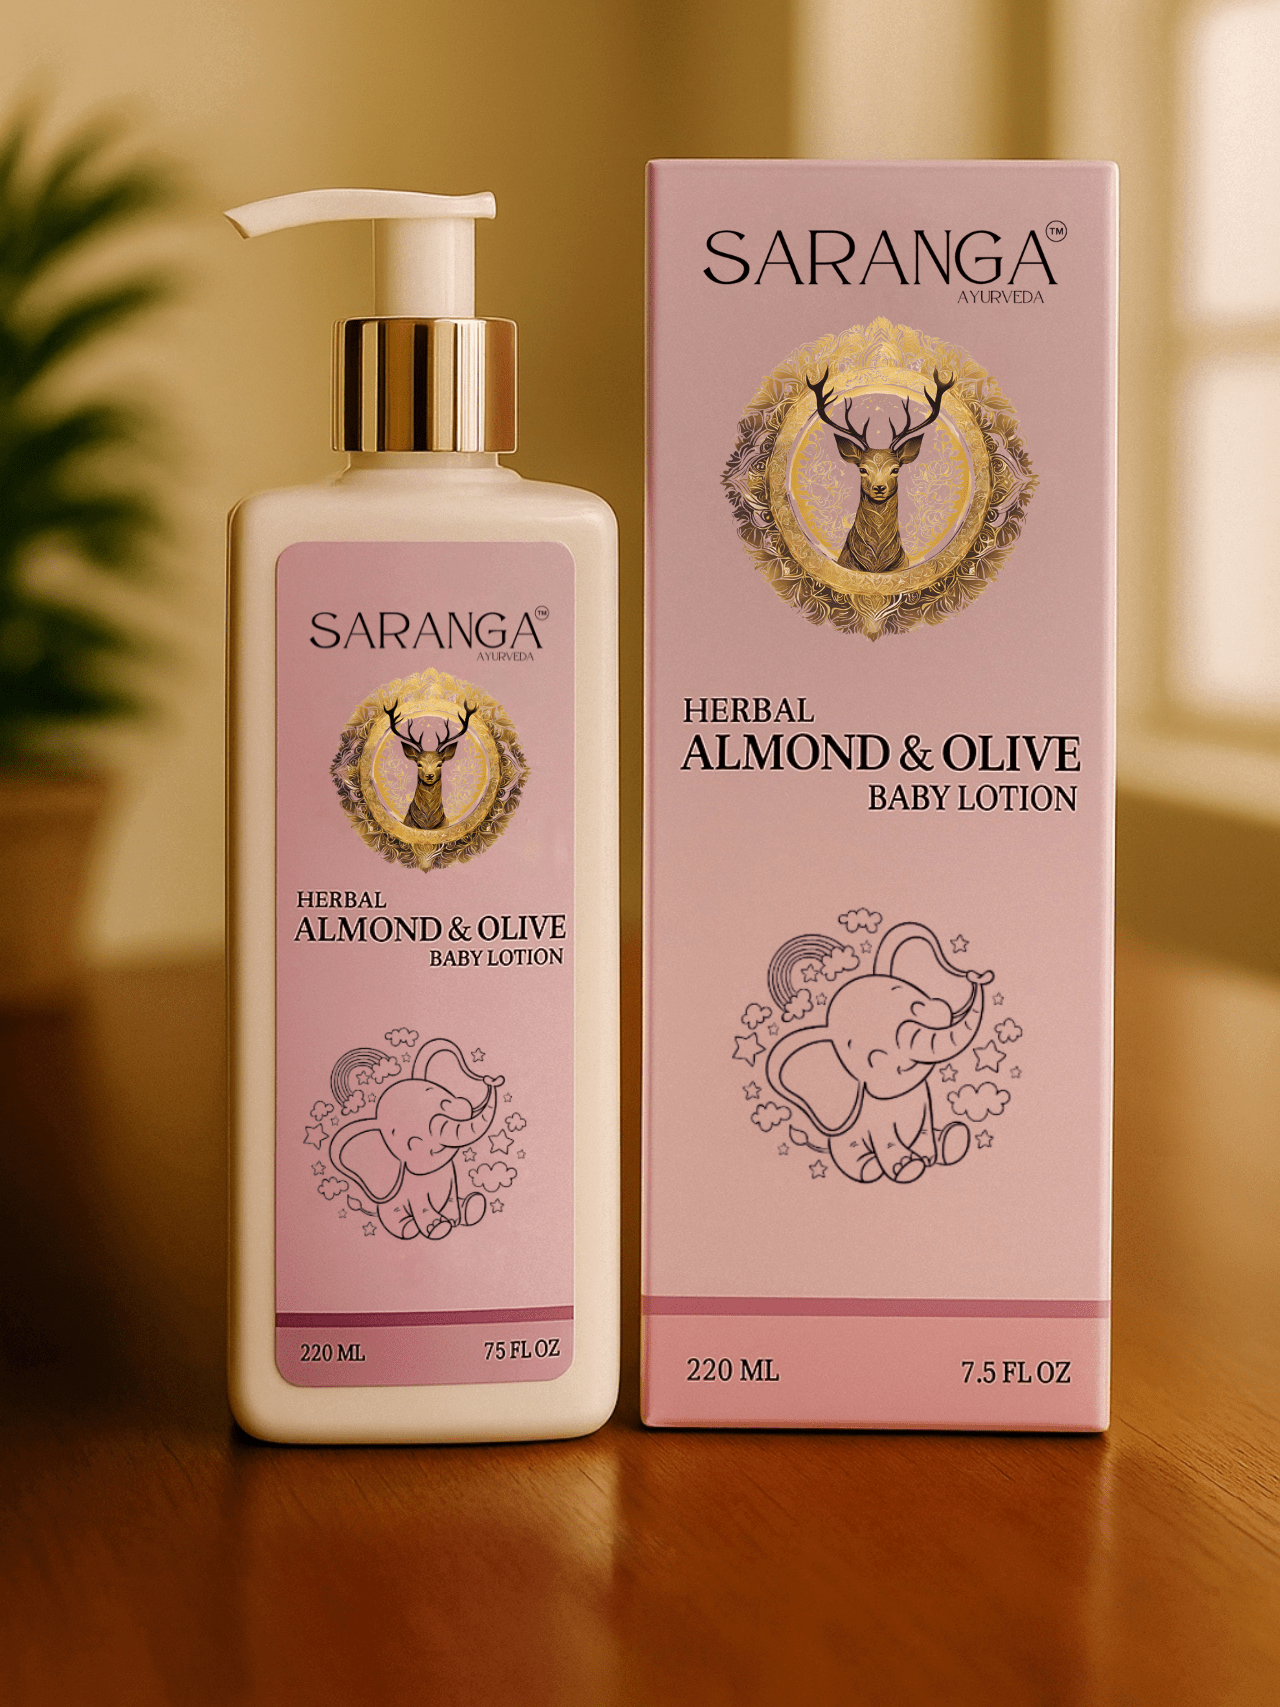 SARANGA™
AYURVEDA
HERBAL
ALMOND & OLIVE
BABY LOTION
220 ML 75 FL OZ
SARANGA™
AYURVEDA
HERBAL
ALMOND & OLIVE
BABY LOTION
220 ML 7.5 FL OZ